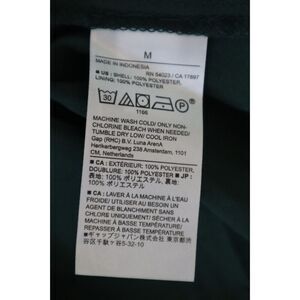 M
MADE IN INDONESIA
■ US : SHELL: 100% POLYESTER. RN 54023 / CA 17897
LINING: 100% POLYESTER
30
P
1166
MACHINE WASH COLD/ ONLY NON-
CHLORINE BLEACH WHEN NEEDED/
TUMBLE DRY LOW/ COOL IRON
Gap (RHC) B.V. Luna ArenA
Herikerbergweg 238 Amsterdam, 1101
CM, Netherlands
■ CA : EXTÉRIEUR: 100% POLYESTER.
DOUBLURE: 100% POLYESTER ■ JP :
表地: 100% ポリエステル. 裏地:
100% ポリエステル
■ CA : LAVER À LA MACHINE À L'EAU
FROIDE/ UTILISER AU BESOIN UN
AGENT DE BLANCHIMENT SANS
CHLORE UNIQUEMENT/ SÉCHER À LA
MACHINE À BASSE TEMPÉRATURE/
REPASSER À BASSE TEMPÉRATURE
■ギャップジャパン株式会社 東京都渋
谷区千駄ヶ谷5-32-10